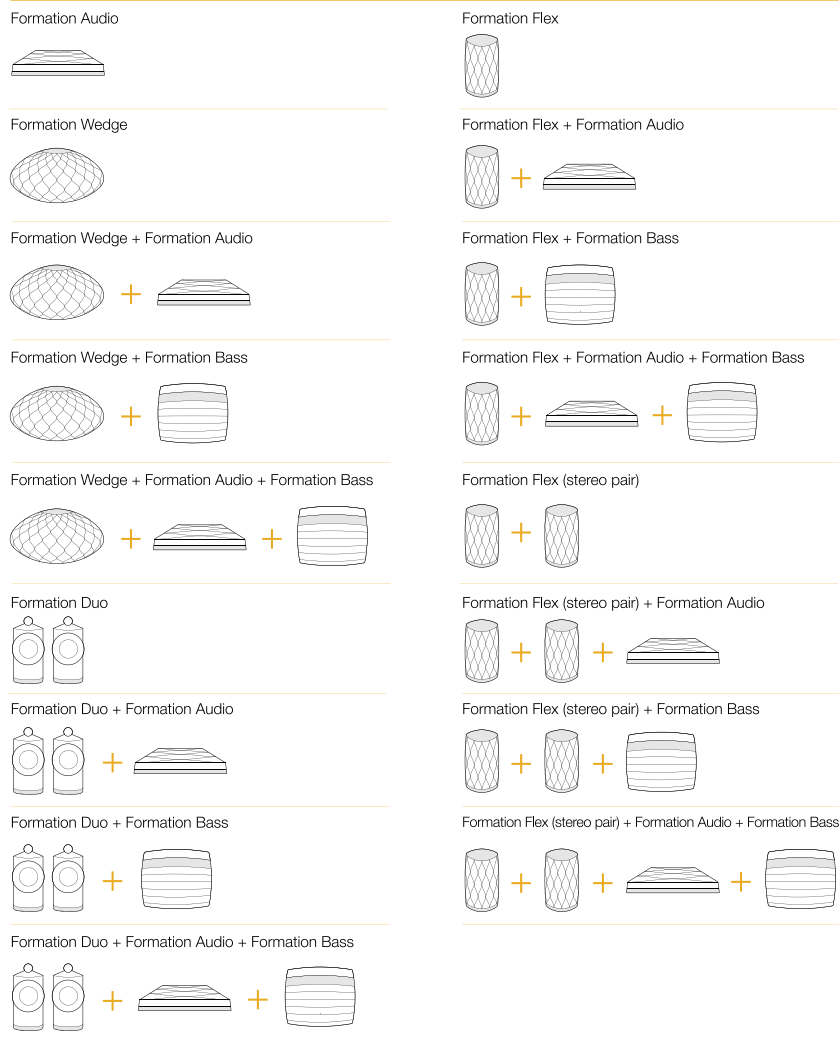 Formation Audio
Formation Wedge
Formation Wedge + Formation Audio
Formation Wedge + Formation Bass
Formation Wedge + Formation Audio + Formation Bass
Formation Duo
Formation Duo + Formation Audio
Formation Duo + Formation Bass
Formation Duo + Formation Audio + Formation Bass
Formation Flex
Formation Flex + Formation Audio
Formation Flex + Formation Bass
Formation Flex + Formation Audio + Formation Bass
Formation Flex (stereo pair)
Formation Flex (stereo pair) + Formation Audio
Formation Flex (stereo pair) + Formation Bass
Formation Flex (stereo pair) + Formation Audio + Formation Bass